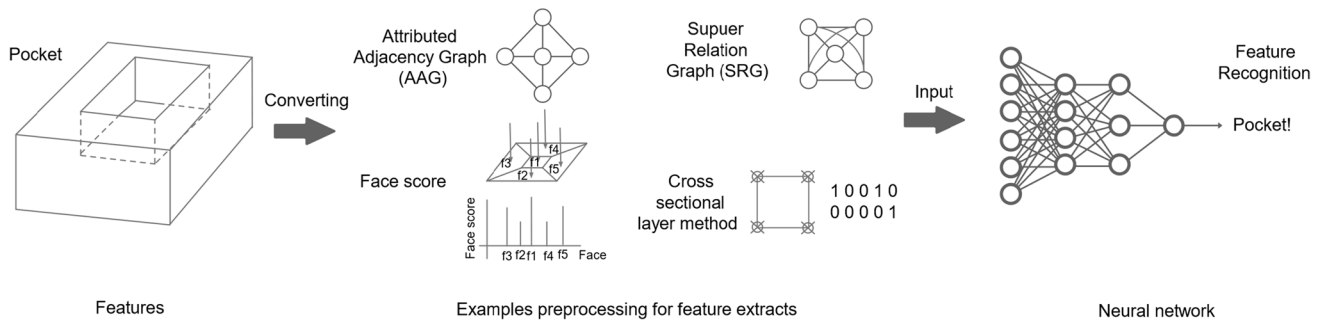 Pocket
Converting
Attributed
Adjacency Graph
(AAG)
Supuer
Relation
Graph (SRG)
Input
Feature
Recognition
Pocket!
Face score
f3
f1
f4
f2
f5
Face score
f3 f2 f1 f4 f5 Face
Cross
sectional
layer method
1 0 0 1 0
0 0 0 0 1
Features
Examples preprocessing for feature extracts
Neural network